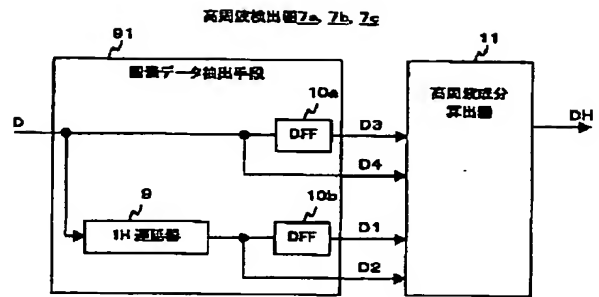 高周波検出器7a, 7b, 7c
91
11
画素データ抽出手段
10a
高周波成分
算出器
D
DFF
D3
DH
D4
9
10b
1H 遅延器
DFF
D1
D2